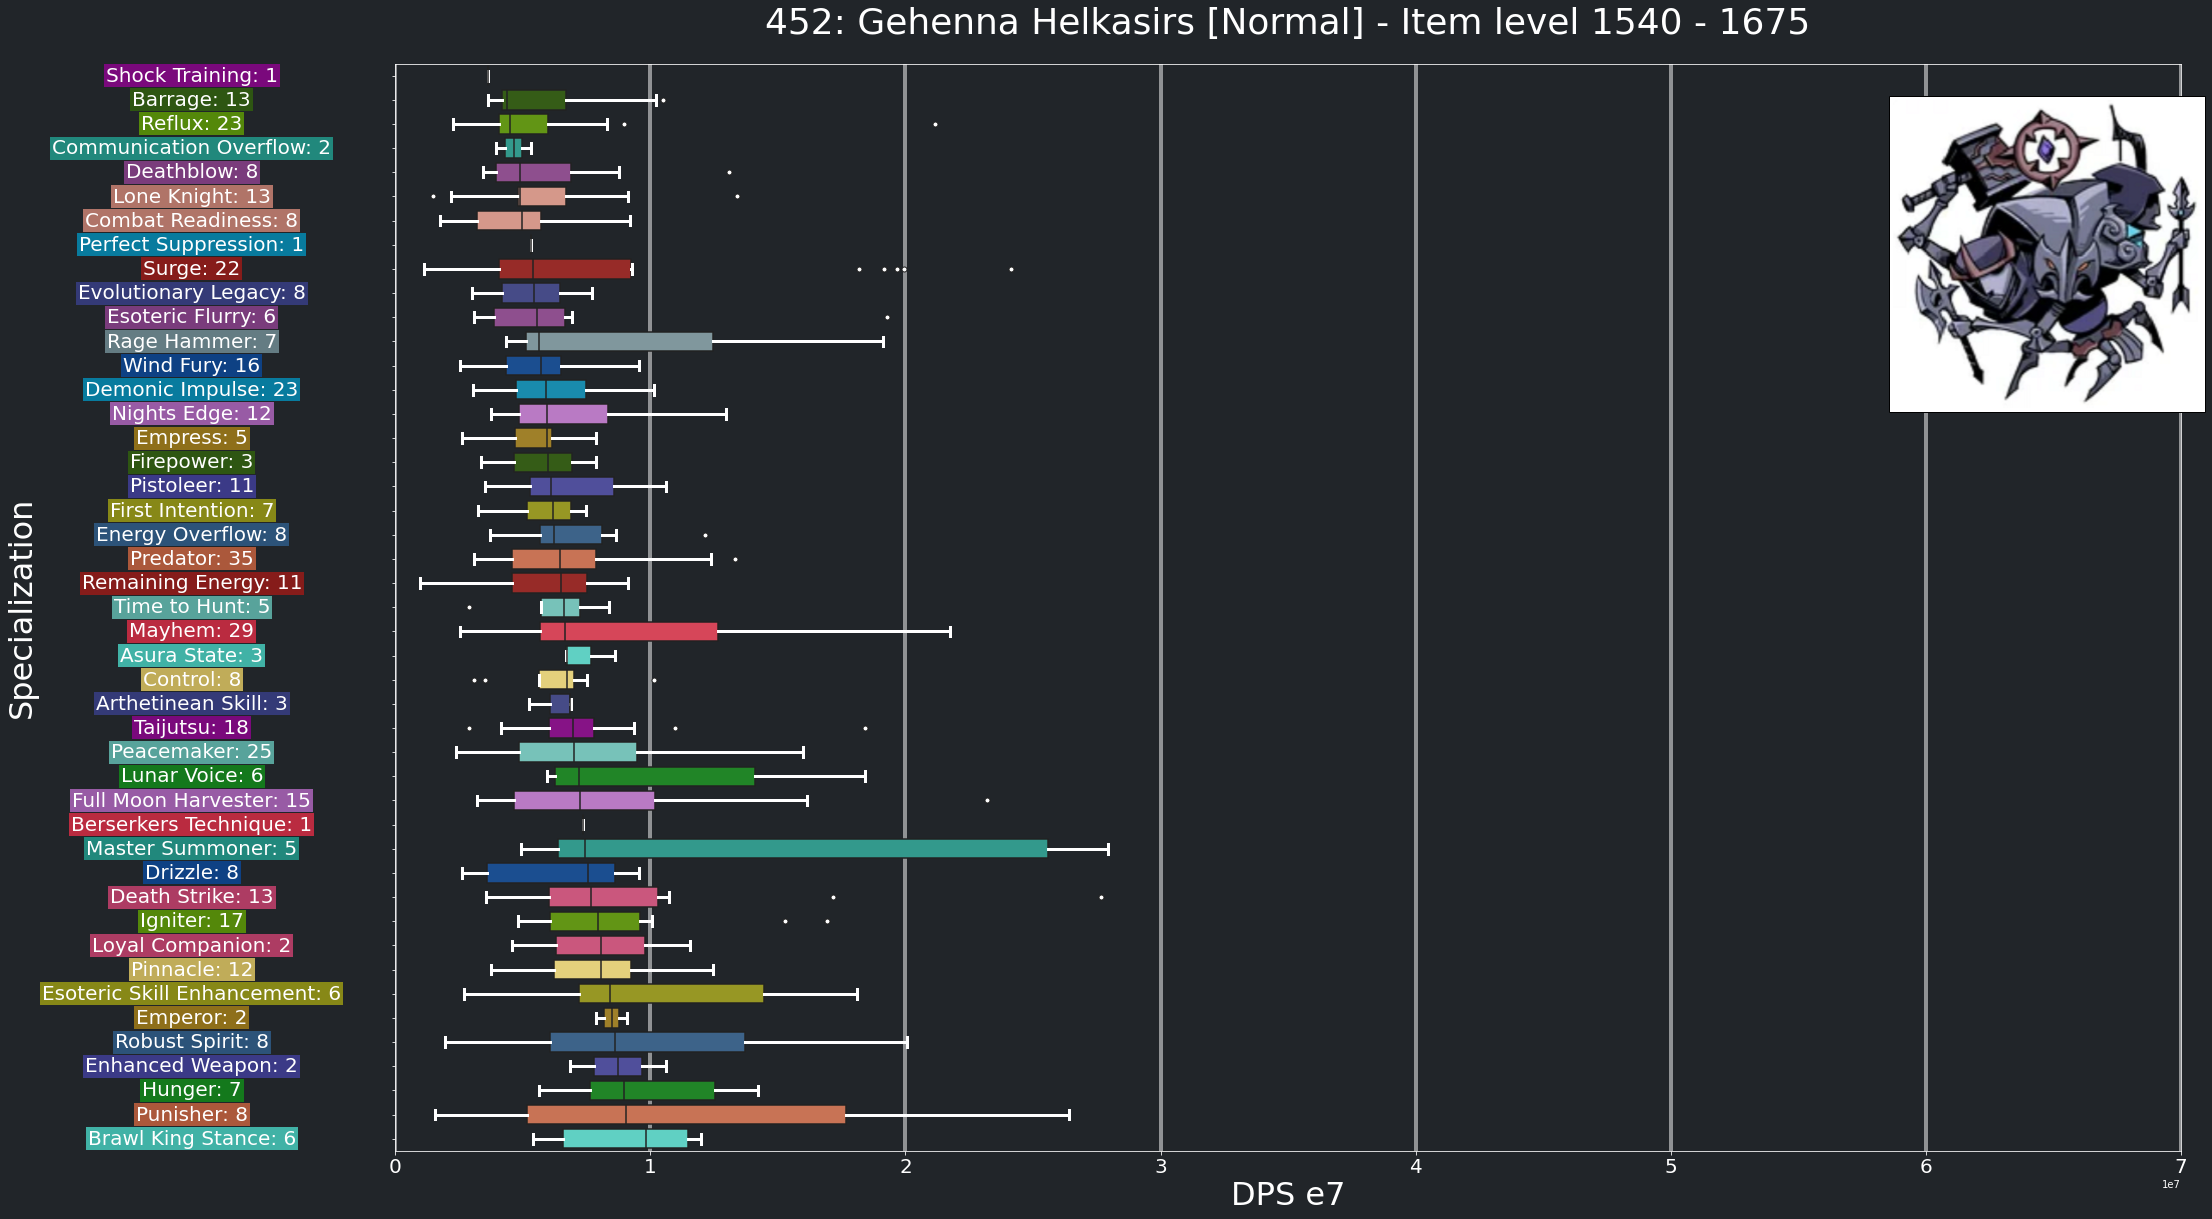 452: Gehenna Helkasirs [Normal] - Item level 1540 - 1675
Specialization
Shock Training: 1
Barrage: 13
Reflux: 23
Communication Overflow: 2
Deathblow: 8
Lone Knight: 13
Combat Readiness: 8
Perfect Suppression: 1
Surge: 22
Evolutionary Legacy: 8
Esoteric Flurry: 6
Rage Hammer: 7
Wind Fury: 16
Demonic Impulse: 23
Nights Edge: 12
Empress: 5
Firepower: 3
Pistoleer: 11
First Intention: 7
Energy Overflow: 8
Predator: 35
Remaining Energy: 11
Time to Hunt: 5
Mayhem: 29
Asura State: 3
Control: 8
Arthetinean Skill: 3
Taijutsu: 18
Peacemaker: 25
Lunar Voice: 6
Full Moon Harvester: 15
Berserkers Technique: 1
Master Summoner: 5
Drizzle: 8
Death Strike: 13
Igniter: 17
Loyal Companion: 2
Pinnacle: 12
Esoteric Skill Enhancement: 6
Emperor: 2
Robust Spirit: 8
Enhanced Weapon: 2
Hunger: 7
Punisher: 8
Brawl King Stance: 6
0 1 2 3 4 5 6 7
1e7
DPS e7